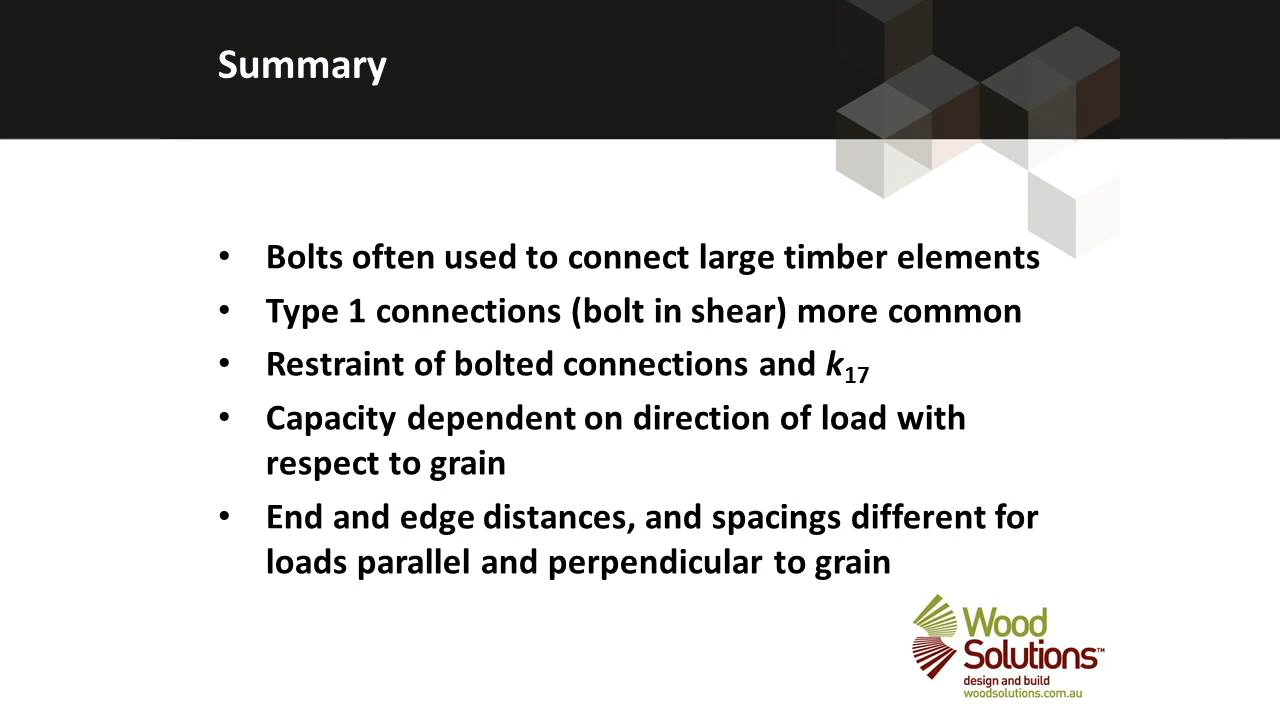 Summary
• Bolts often used to connect large timber elements
• Type 1 connections (bolt in shear) more common
• Restraint of bolted connections and k17
• Capacity dependent on direction of load with
respect to grain
• End and edge distances, and spacings different for
loads parallel and perpendicular to grain
Wood
Solutions™
design and build
woodsolutions.com.au